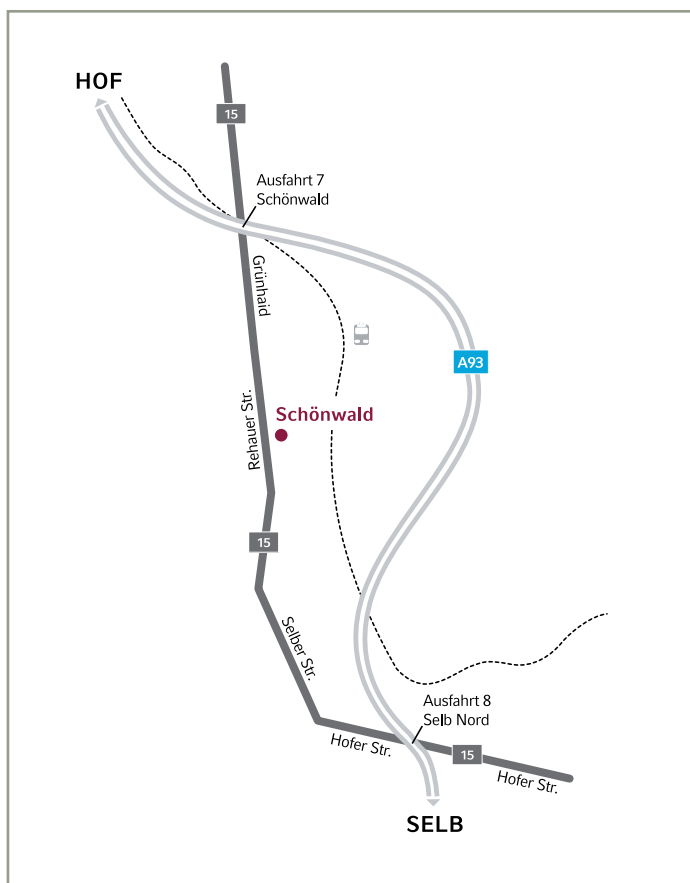 HOF
15
Ausfahrt 7
Schönwald
Grünhaid
A93
Schönwald
Rehauer Str.
15
Selber Str.
Ausfahrt 8
Selb Nord
Hofer Str.
15
Hofer Str.
SELB